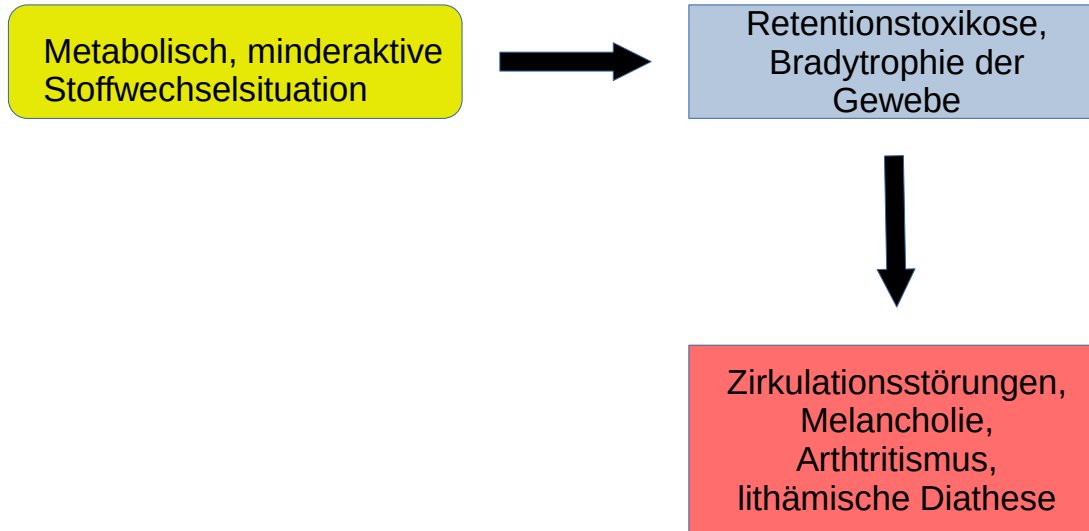 Metabolisch, minderaktive
Stoffwechselsituation
Retentionstoxikose,
Bradytrophie der
Gewebe
Zirkulationsstörungen,
Melancholie,
Arthtritismus,
lithämische Diathese